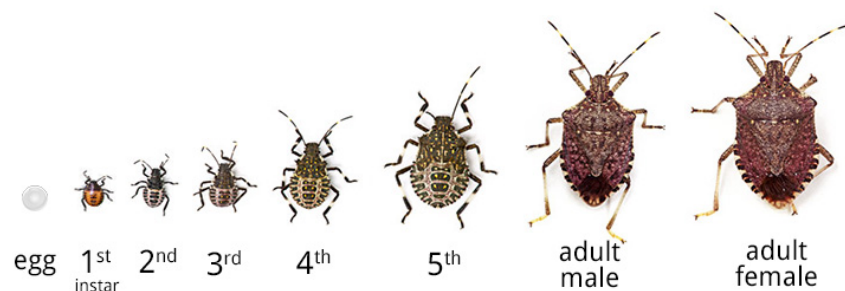 egg
1st
instar
2nd
3rd
4th
5th
adult
male
adult
female